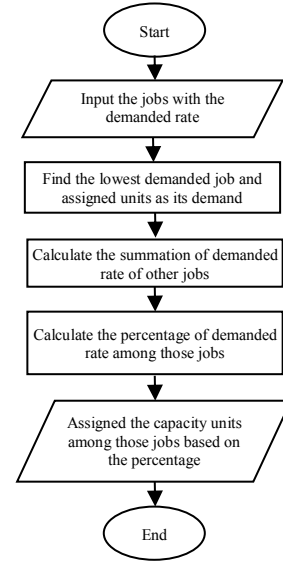 Start
Input the jobs with the
demanded rate
Find the lowest demanded job and
assigned units as its demand
Calculate the summation of demanded
rate of other jobs
Calculate the percentage of demanded
rate among those jobs
Assigned the capacity units
among those jobs based on
the percentage
End